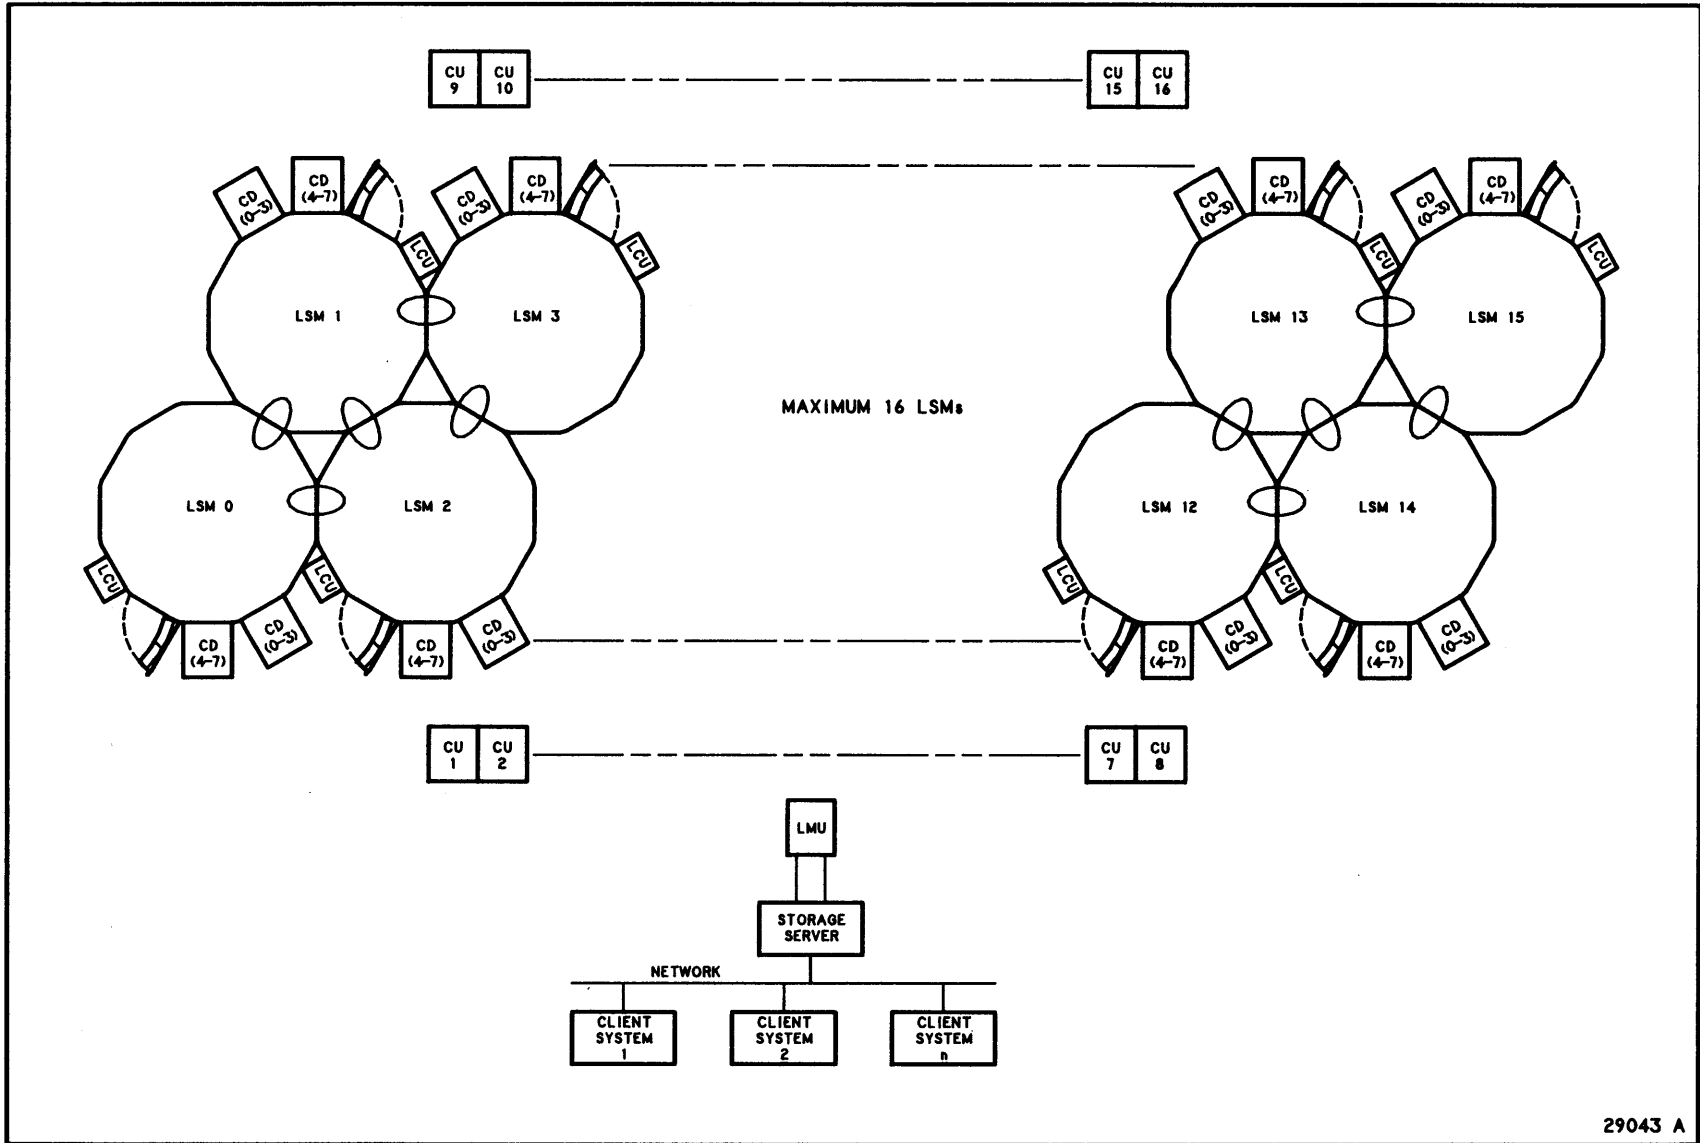 CU 9
CU 10
CU 15
CU 16
CD (0-3)
CD (4-7)
CD (0-3)
CD (4-7)
CD (0-3)
CD (4-7)
CD (0-3)
CD (4-7)
LCU
LCU
LCU
LCU
LSM 1
LSM 3
LSM 13
LSM 15
MAXIMUM 16 LSMs
LSM 0
LSM 2
LSM 12
LSM 14
LCU
LCU
LCU
LCU
CD (4-7)
CD (0-3)
CD (4-7)
CD (0-3)
CD (4-7)
CD (0-3)
CD (4-7)
CD (0-3)
CU 1
CU 2
CU 7
CU 8
LMU
STORAGE
SERVER
NETWORK
CLIENT
SYSTEM
1
CLIENT
SYSTEM
2
CLIENT
SYSTEM
n
29043 A